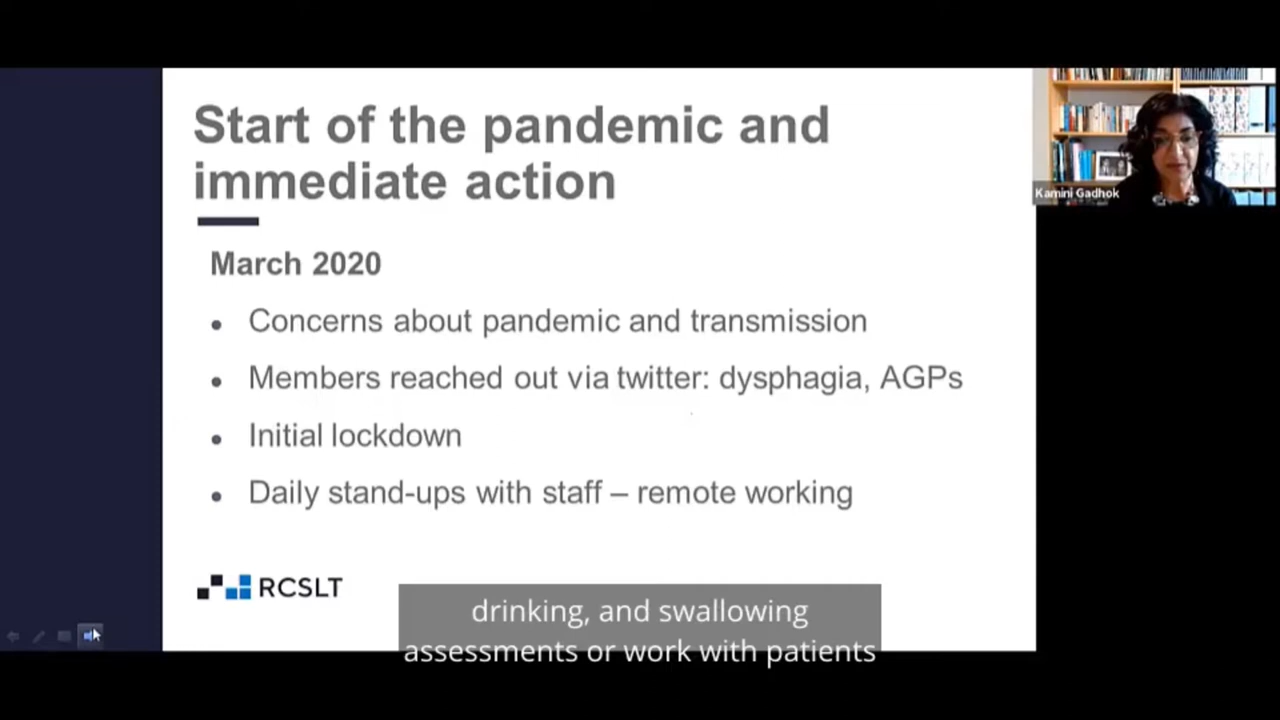 Start of the pandemic and
immediate action
March 2020
Concerns about pandemic and transmission
Members reached out via twitter: dysphagia, AGPs
Initial lockdown
Daily stand-ups with staff – remote working
RCSLT
Kamini Gadhok
drinking, and swallowing
assessments or work with patients